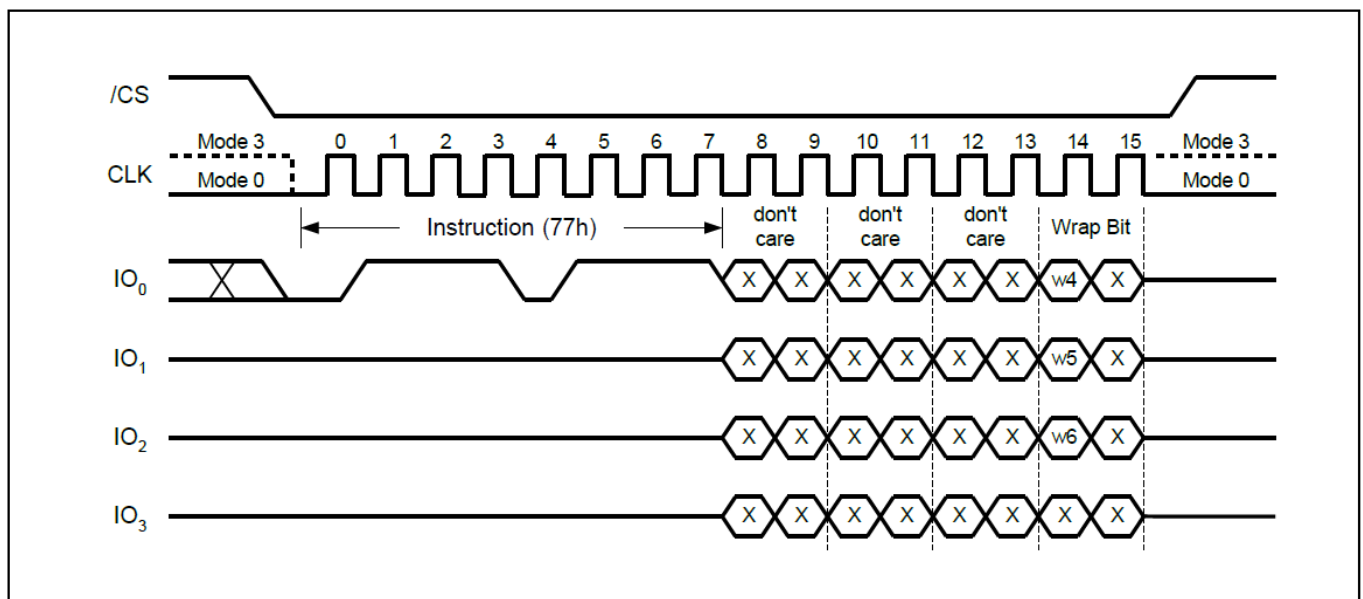 /CS
Mode 3 0 1 2 3 4 5 6 7 8 9 10 11 12 13 14 15 Mode 3
CLK
Mode 0 Mode 0
Instruction (77h) don't care don't care don't care Wrap Bit
IO0 X X X X X X X w4 X
IO1 X X X X X X w5 X
IO2 X X X X X X w6 X
IO3 X X X X X X X X